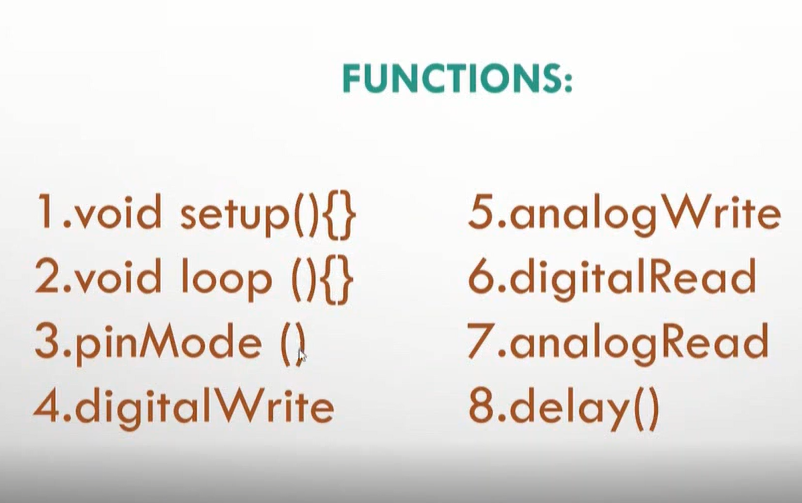 FUNCTIONS:
1.void setup(){}
2.void loop (){}
3.pinMode ()
4.digitalWrite
5.analogWrite
6.digitalRead
7.analogRead
8.delay()